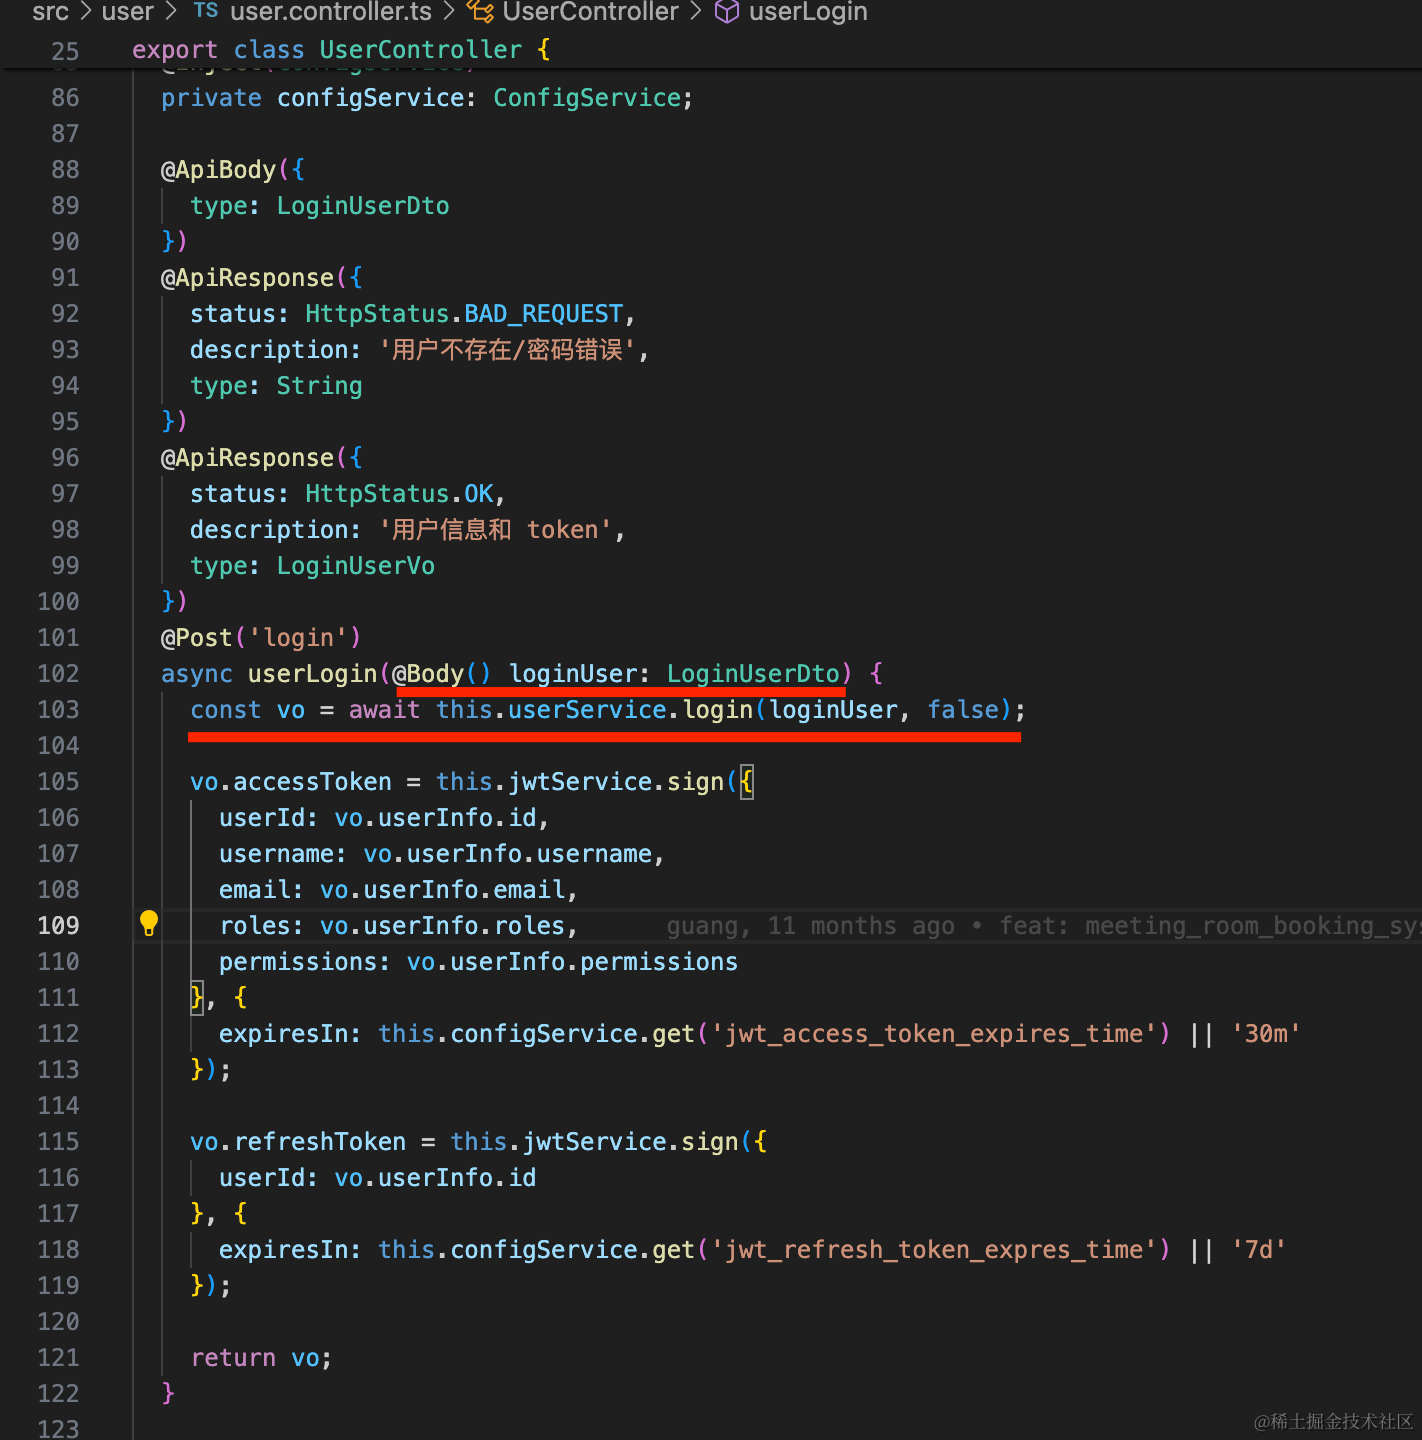 src > user > TS user.controller.ts > UserController > userLogin
25 export class UserController {
86 private configService: ConfigService;
87
88 @ApiBody({
89 type: LoginUserDto
90 })
91 @ApiResponse({
92 status: HttpStatus.BAD_REQUEST,
93 description: '用户不存在/密码错误',
94 type: String
95 })
96 @ApiResponse({
97 status: HttpStatus.OK,
98 description: '用户信息和 token',
99 type: LoginUserVo
100 })
101 @Post('login')
102 async userLogin(@Body() loginUser: LoginUserDto) {
103 const vo = await this.userService.login(loginUser, false);
104
105 vo.accessToken = this.jwtService.sign({
106 userId: vo.userInfo.id,
107 username: vo.userInfo.username,
108 email: vo.userInfo.email,
109 roles: vo.userInfo.roles, guang, 11 months ago • feat: meeting_room_booking_sys
110 permissions: vo.userInfo.permissions
111 }, {
112 expiresIn: this.configService.get('jwt_access_token_expires_time') || '30m'
113 });
114
115 vo.refreshToken = this.jwtService.sign({
116 userId: vo.userInfo.id
117 }, {
118 expiresIn: this.configService.get('jwt_refresh_token_expres_time') || '7d'
119 });
120
121 return vo;
122 }
123
@稀土掘金技术社区